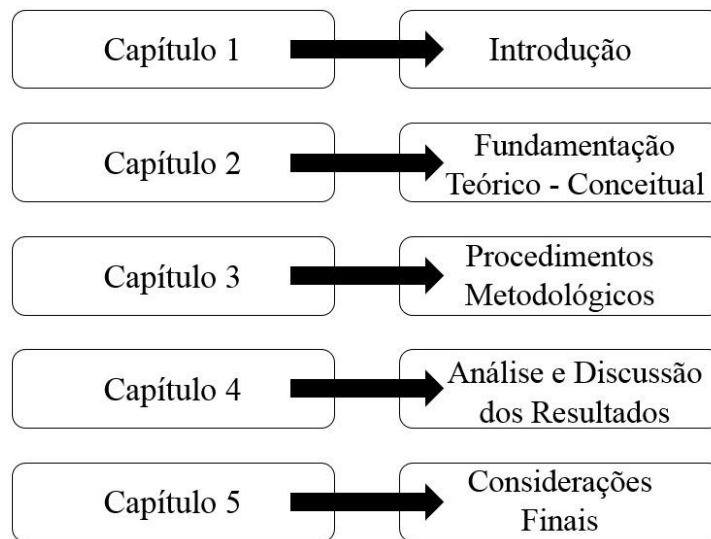 Capítulo 1
Introdução
Capítulo 2
Fundamentação
Teórico - Conceitual
Capítulo 3
Procedimentos
Metodológicos
Capítulo 4
Análise e Discussão
dos Resultados
Capítulo 5
Considerações
Finais